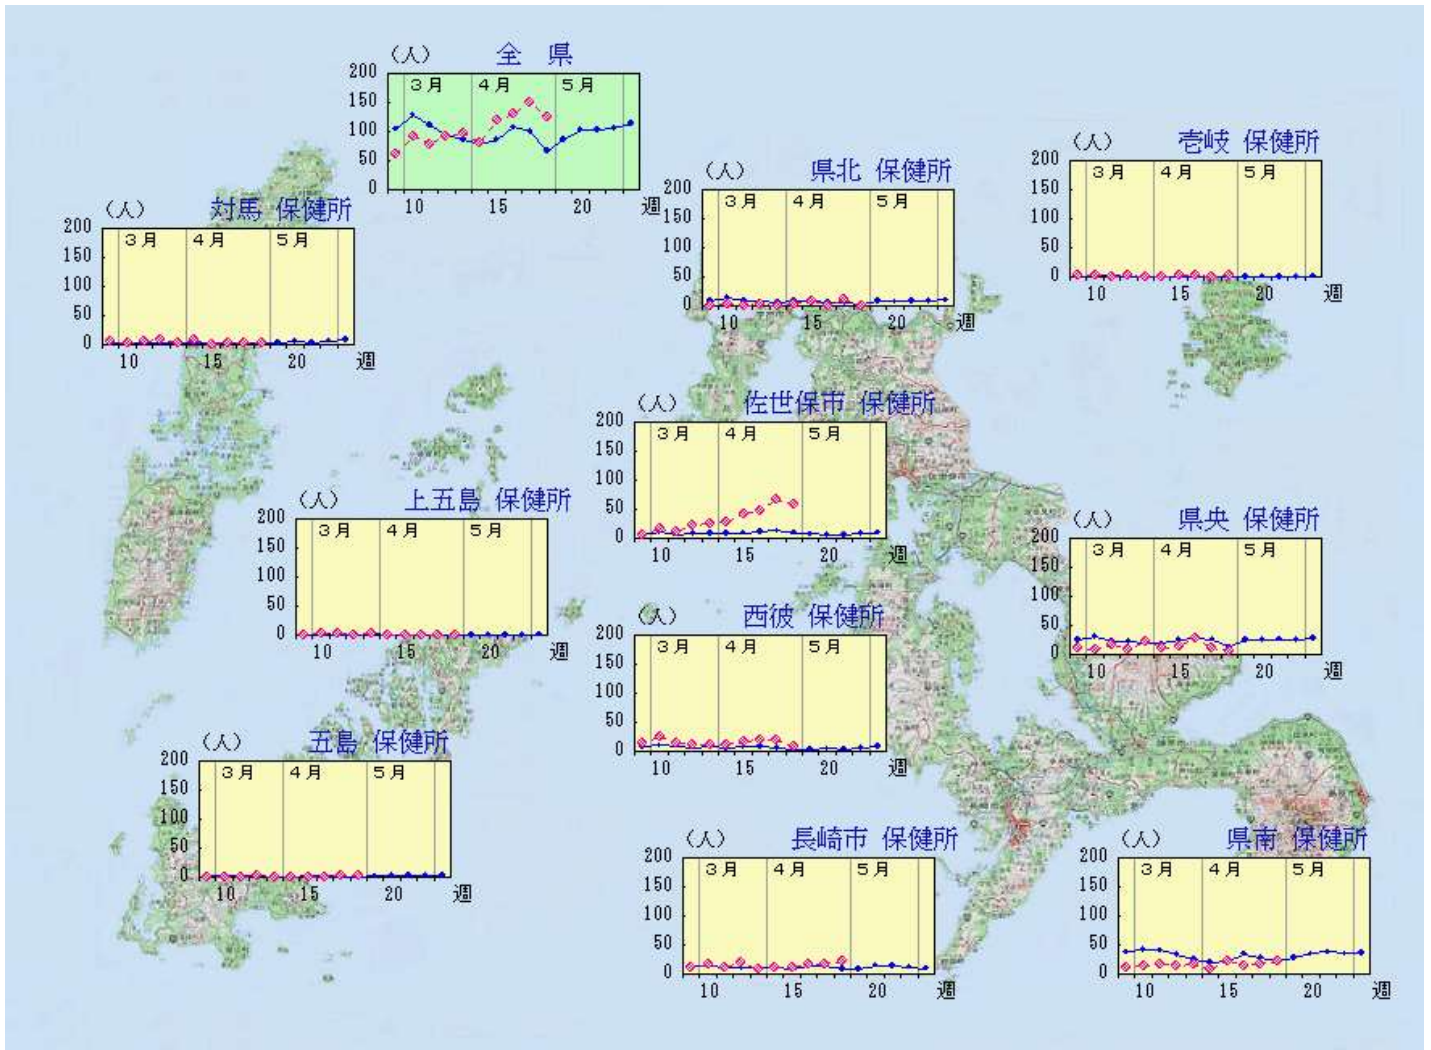 (人) 全 県
200 3月 4月 5月
150
100
50
0
10 15 20 週
(人) 壱岐 保健所
200 3月 4月 5月
150
100
50
0
10 15 20 週
(人) 県北 保健所
200 3月 4月 5月
150
100
50
0
10 15 20 週
(人) 対馬 保健所
200 3月 4月 5月
150
100
50
0
10 15 20 週
(人) 佐世保市 保健所
200 3月 4月 5月
150
100
50
0
10 15 20 週
(人) 上五島 保健所
200 3月 4月 5月
150
100
50
0
10 15 20 週
(人) 県央 保健所
200 3月 4月 5月
150
100
50
0
10 15 20 週
(人) 西彼 保健所
200 3月 4月 5月
150
100
50
0
10 15 20 週
(人) 五島 保健所
200 3月 4月 5月
150
100
50
0
10 15 20 週
(人) 長崎市 保健所
200 3月 4月 5月
150
100
50
0
10 15 20 週
(人) 県南 保健所
200 3月 4月 5月
150
100
50
0
10 15 20 週